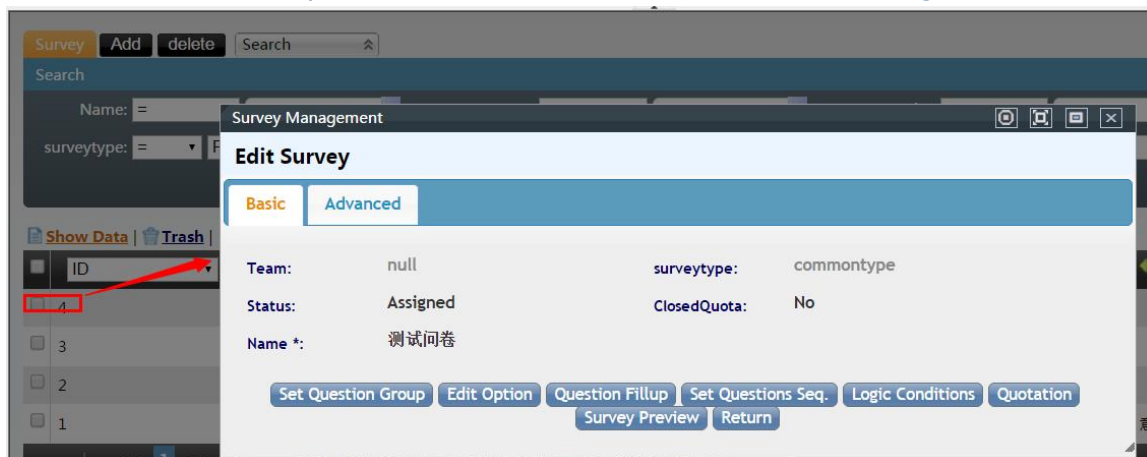 Survey Add delete Search
Search
Name: =
Survey Management
surveytype: = F
Edit Survey
Basic Advanced
Show Data | Trash |
ID
Team: null surveytype: commontype
4
Status: Assigned ClosedQuota: No
3
Name *: 测试问卷
2
Set Question Group Edit Option Question Fillup Set Questions Seq. Logic Conditions Quotation
1
Survey Preview Return